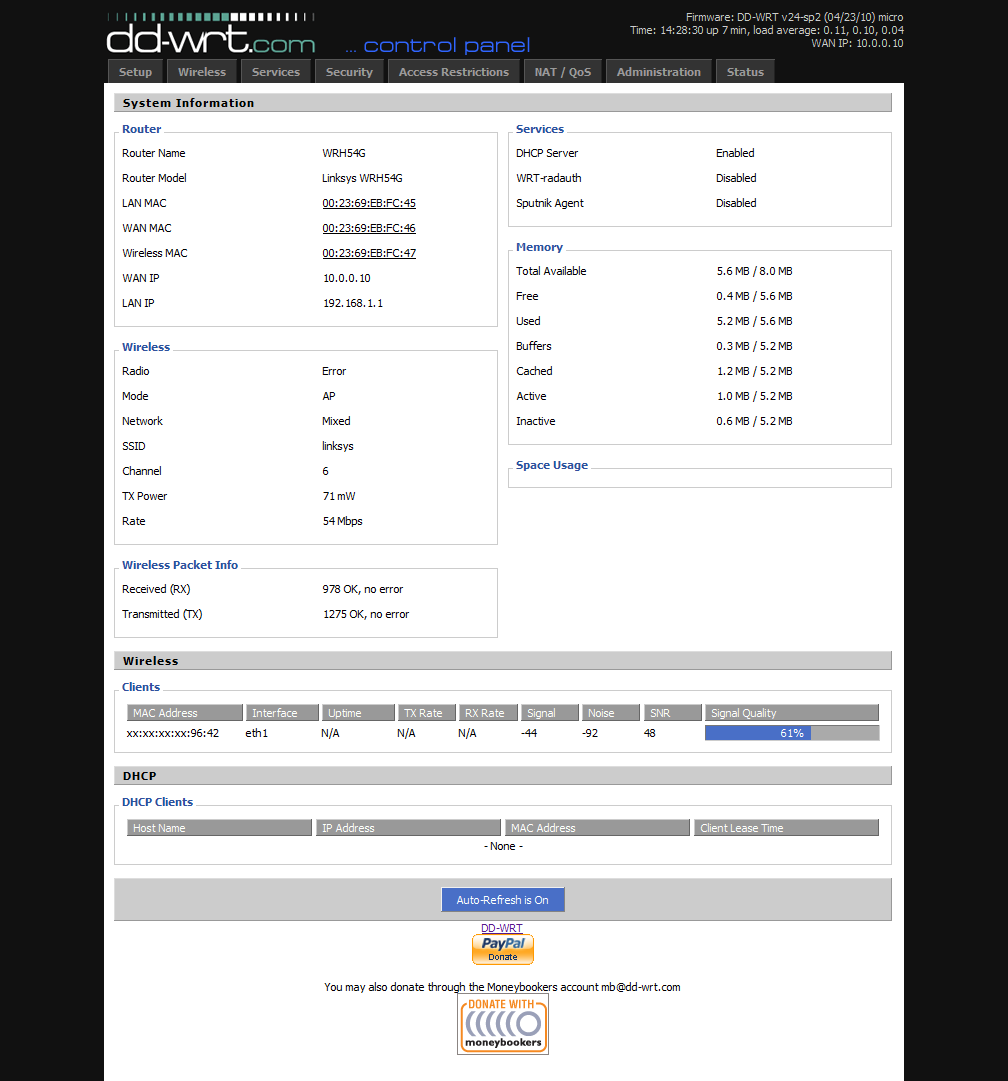 Firmware: DD-WRT v24-sp2 (04/23/10) micro
Time: 14:28:30 up 7 min, load average: 0.11, 0.10, 0.04
WAN IP: 10.0.0.10
dd-wrt.com ... control panel
Setup Wireless Services Security Access Restrictions NAT / QoS Administration Status
System Information
Router
Router Name WRH54G
Router Model Linksys WRH54G
LAN MAC 00:23:69:EB:FC:45
WAN MAC 00:23:69:EB:FC:46
Wireless MAC 00:23:69:EB:FC:47
WAN IP 10.0.0.10
LAN IP 192.168.1.1
Wireless
Radio Error
Mode AP
Network Mixed
SSID linksys
Channel 6
TX Power 71 mW
Rate 54 Mbps
Wireless Packet Info
Received (RX) 978 OK, no error
Transmitted (TX) 1275 OK, no error
Services
DHCP Server Enabled
WRT-radauth Disabled
Sputnik Agent Disabled
Memory
Total Available 5.6 MB / 8.0 MB
Free 0.4 MB / 5.6 MB
Used 5.2 MB / 5.6 MB
Buffers 0.3 MB / 5.2 MB
Cached 1.2 MB / 5.2 MB
Active 1.0 MB / 5.2 MB
Inactive 0.6 MB / 5.2 MB
Space Usage
Wireless
Clients
MAC Address Interface Uptime TX Rate RX Rate Signal Noise SNR Signal Quality
xx:xx:xx:xx:96:42 eth1 N/A N/A N/A -44 -92 48 61%
DHCP
DHCP Clients
Host Name IP Address MAC Address Client Lease Time
- None -
Auto-Refresh is On
DD-WRT
PayPal
Donate
You may also donate through the Moneybookers account mb@dd-wrt.com
DONATE WITH
moneybookers